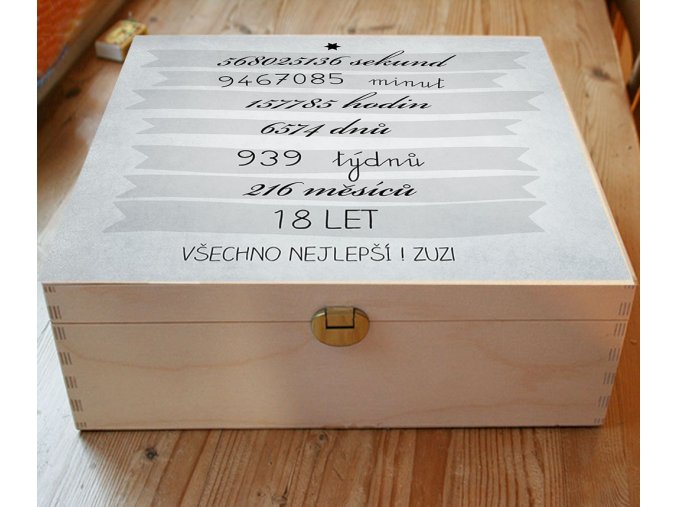 568025136 sekund
9467085 minut
157785 hodin
6574 dnů
939 týdnů
216 měsíců
18 LET
VŠECHNO NEJLEPŠÍ ! ZUZI